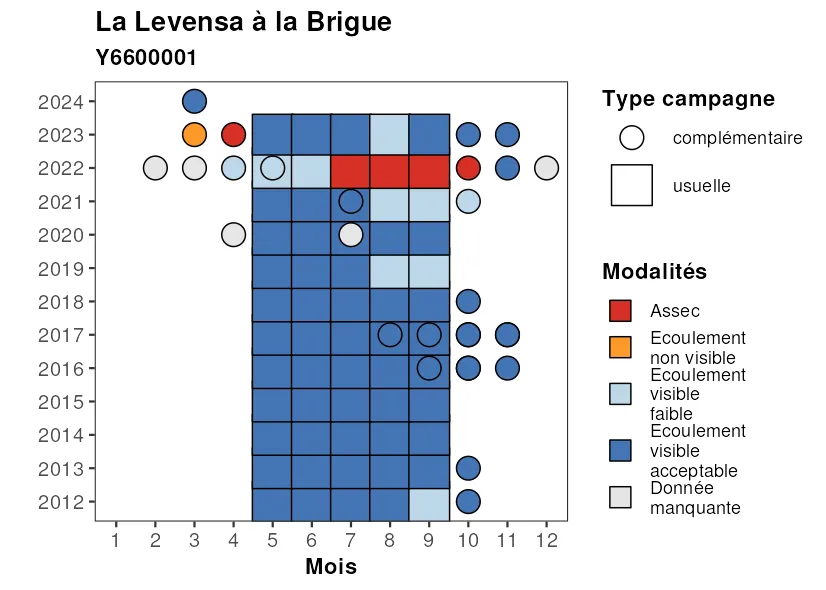 La Levensa à la Brigue
Y6600001
2024
2023
2022
2021
2020
2019
2018
2017
2016
2015
2014
2013
2012
1 2 3 4 5 6 7 8 9 10 11 12
Mois
Type campagne
complémentaire
usuelle
Modalités
Assec
Ecoulement
non visible
Ecoulement
visible
faible
Ecoulement
visible
acceptable
Donnée
manquante